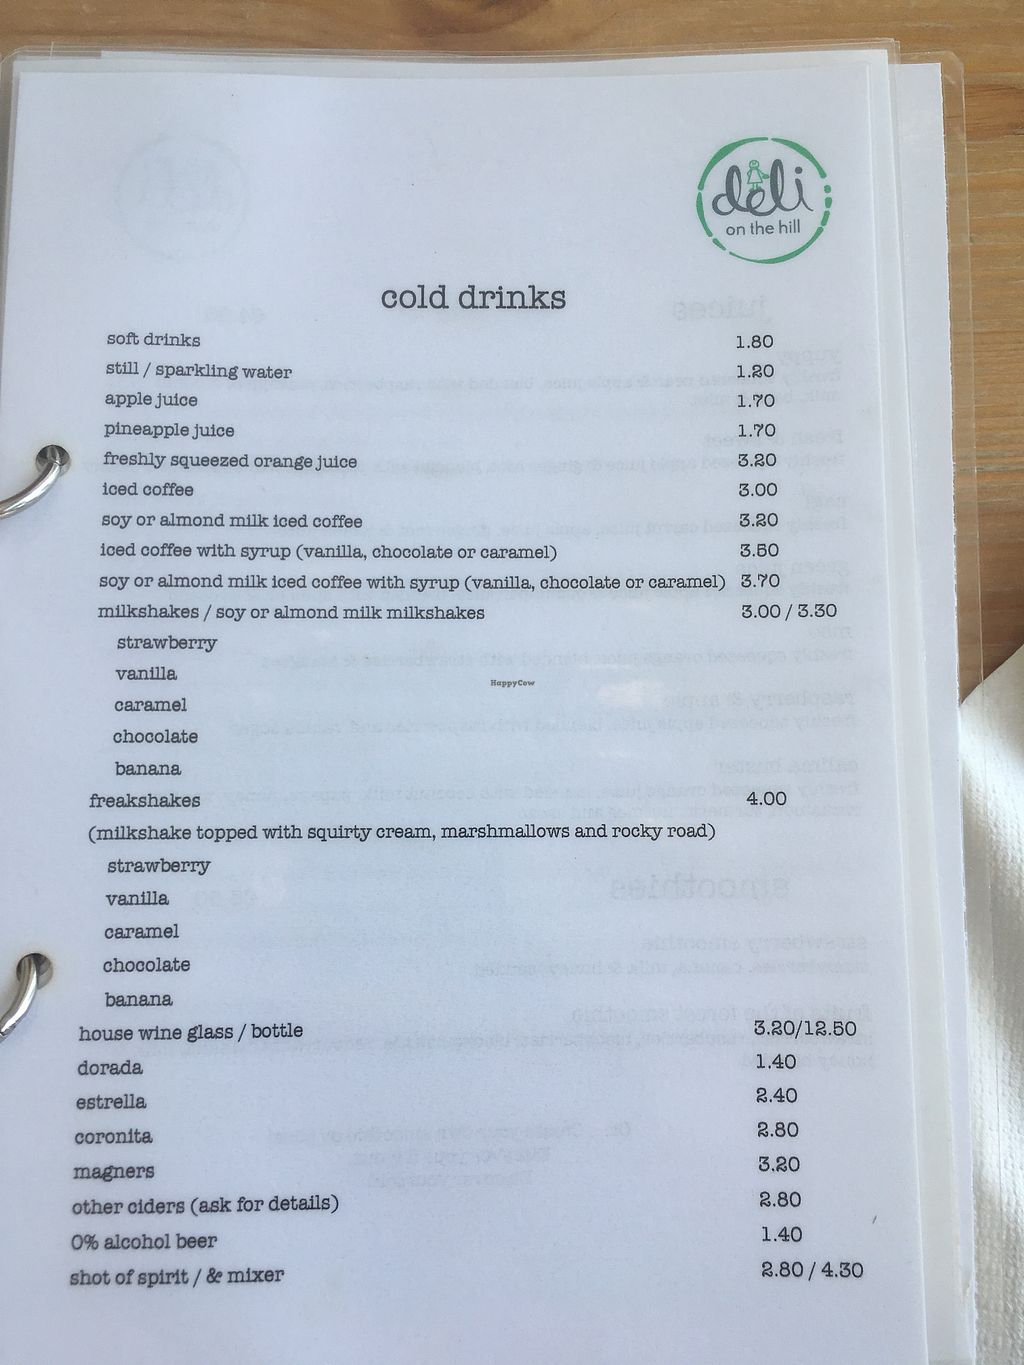 deli
on the hill
cold drinks
soft drinks 1.80
still / sparkling water 1.20
apple juice 1.70
pineapple juice 1.70
freshly squeezed orange juice 3.20
iced coffee 3.00
soy or almond milk iced coffee 3.20
iced coffee with syrup (vanilla, chocolate or caramel) 3.50
soy or almond milk iced coffee with syrup (vanilla, chocolate or caramel) 3.70
milkshakes / soy or almond milk milkshakes 3.00 / 3.30
strawberry
vanilla
HappyCow
caramel
chocolate
banana
freakshakes 4.00
(milkshake topped with squirty cream, marshmallows and rocky road)
strawberry
vanilla
caramel
chocolate
banana
house wine glass / bottle 3.20/12.50
dorada 1.40
estrella 2.40
coronita 2.80
magners 3.20
other ciders (ask for details) 2.80
0% alcohol beer 1.40
shot of spirit / & mixer 2.80 / 4.30